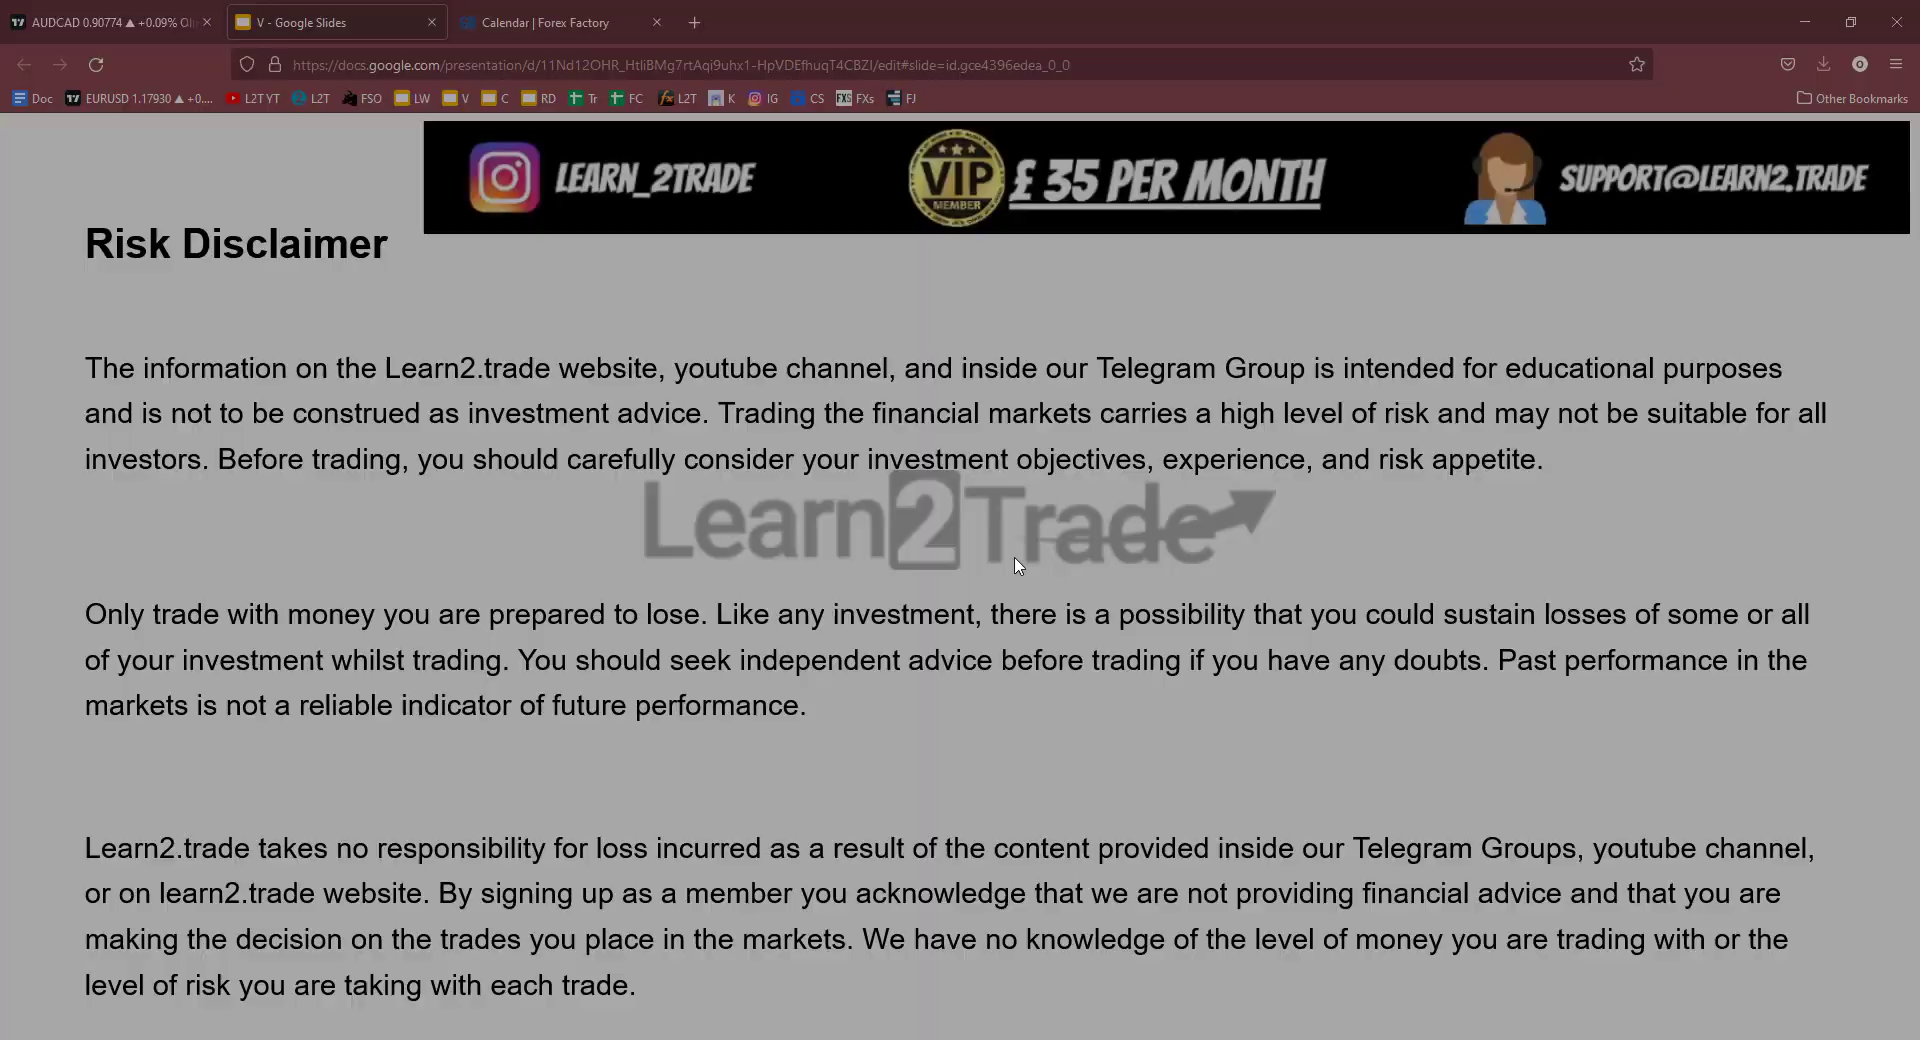 AUDCAD 0.90774 ▲ +0.09%
V - Google Slides
Calendar | Forex Factory
https://docs.google.com/presentation/d/11Nd12OHR_HtliBMg7rtAqi9uhx1-HpVDEfhuqT4CBZI/edit#slide=id.gce4396edea_0_0
Doc EURUSD 1.17930 ▲ +0.... L2T YT L2T FSO LW V C RD Tr FC L2T K IG CS FXs FJ Other Bookmarks
LEARN_2TRADE VIP MEMBER £ 35 PER MONTH SUPPORT@LEARN2.TRADE
Risk Disclaimer
The information on the Learn2.trade website, youtube channel, and inside our Telegram Group is intended for educational purposes
and is not to be construed as investment advice. Trading the financial markets carries a high level of risk and may not be suitable for all
investors. Before trading, you should carefully consider your investment objectives, experience, and risk appetite.
Learn2Trade
Only trade with money you are prepared to lose. Like any investment, there is a possibility that you could sustain losses of some or all
of your investment whilst trading. You should seek independent advice before trading if you have any doubts. Past performance in the
markets is not a reliable indicator of future performance.
Learn2.trade takes no responsibility for loss incurred as a result of the content provided inside our Telegram Groups, youtube channel,
or on learn2.trade website. By signing up as a member you acknowledge that we are not providing financial advice and that you are
making the decision on the trades you place in the markets. We have no knowledge of the level of money you are trading with or the
level of risk you are taking with each trade.